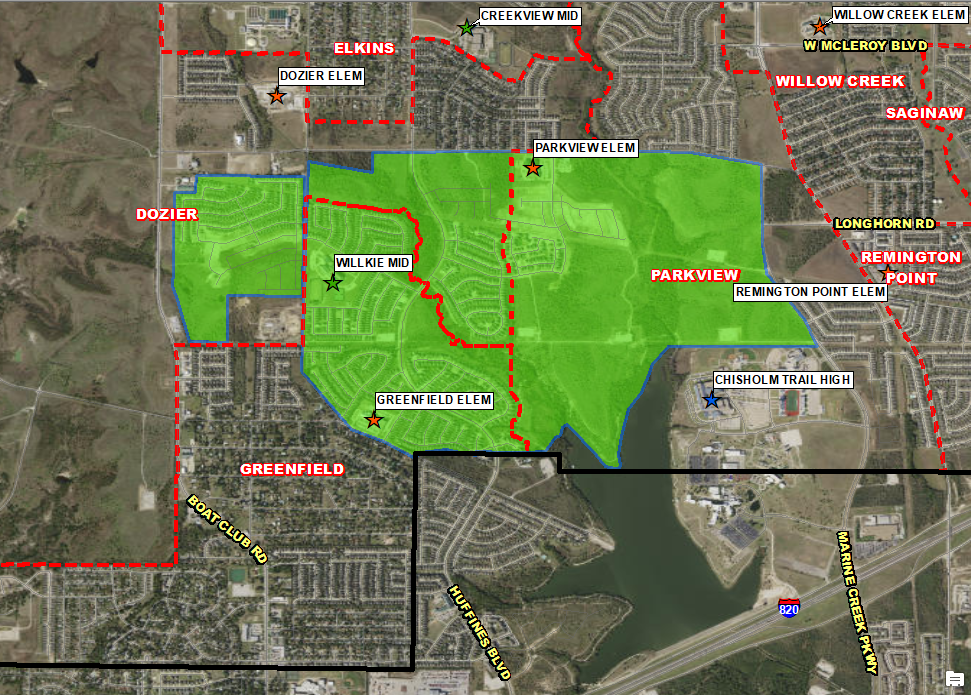 CREEKVIEW MID
WILLOW CREEK ELEM
ELKINS
W MCLEROY BLVD
DOZIER ELEM
WILLOW CREEK
SAGINAW
PARKVIEW ELEM
DOZIER
LONGHORN RD
WILLKIE MID
REMINGTON
POINT
PARKVIEW
REMINGTON POINT ELEM
CHISHOLM TRAIL HIGH
GREENFIELD ELEM
GREENFIELD
BOAT CLUB RD
HUFFINES BLVD
MARINE CREEK PKWY
820